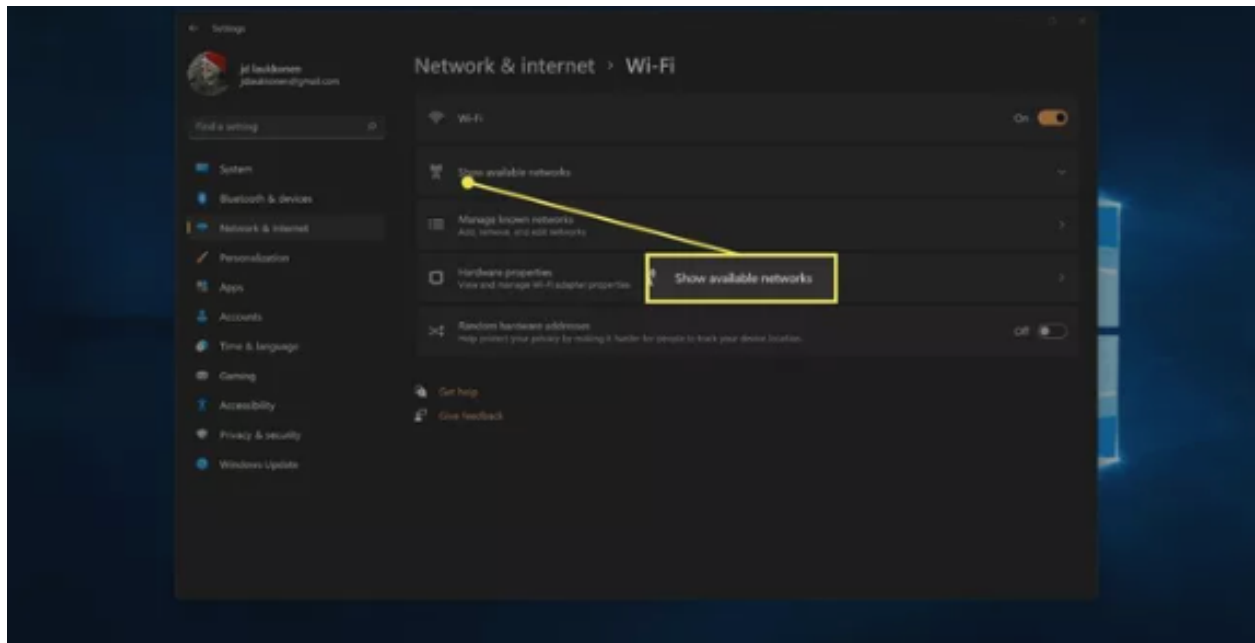 Settings
jd laukkonen
jdlaukkonen@gmail.com
Find a setting
System
Bluetooth & devices
Network & internet
Personalization
Apps
Accounts
Time & language
Gaming
Accessibility
Privacy & security
Windows Update
Network & internet › Wi-Fi
Wi-Fi
On
Show available networks
Manage known networks
Add, remove, and edit networks
Hardware properties
View and manage Wi-Fi adapter properties
Show available networks
Random hardware addresses
Help protect your privacy by making it harder for people to track your device location.
Off
Get help
Give feedback